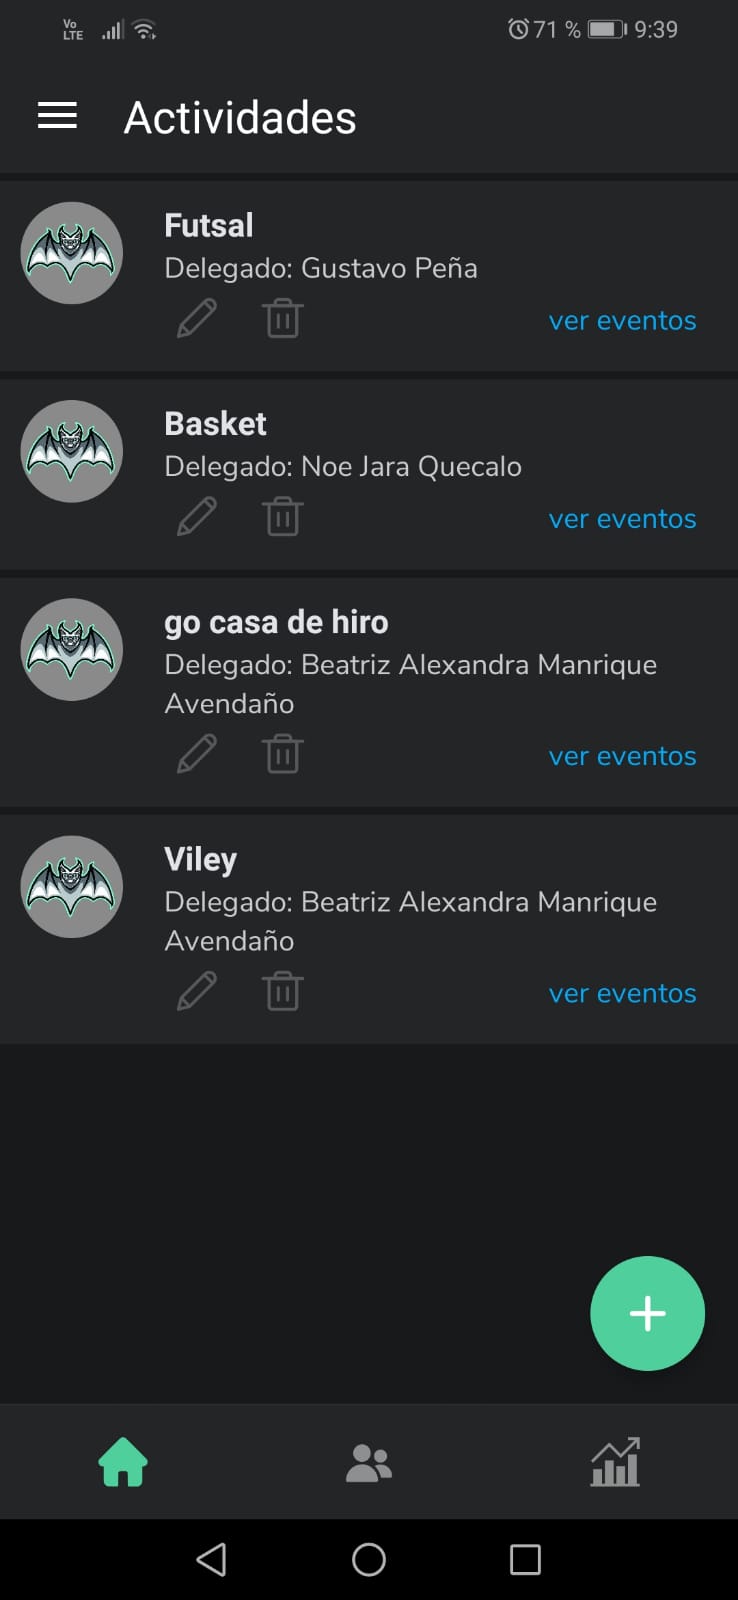 Vo
LTE
71 %
9:39
Actividades
Futsal
Delegado: Gustavo Peña
ver eventos
Basket
Delegado: Noe Jara Quecalo
ver eventos
go casa de hiro
Delegado: Beatriz Alexandra Manrique
Avendaño
ver eventos
Viley
Delegado: Beatriz Alexandra Manrique
Avendaño
ver eventos